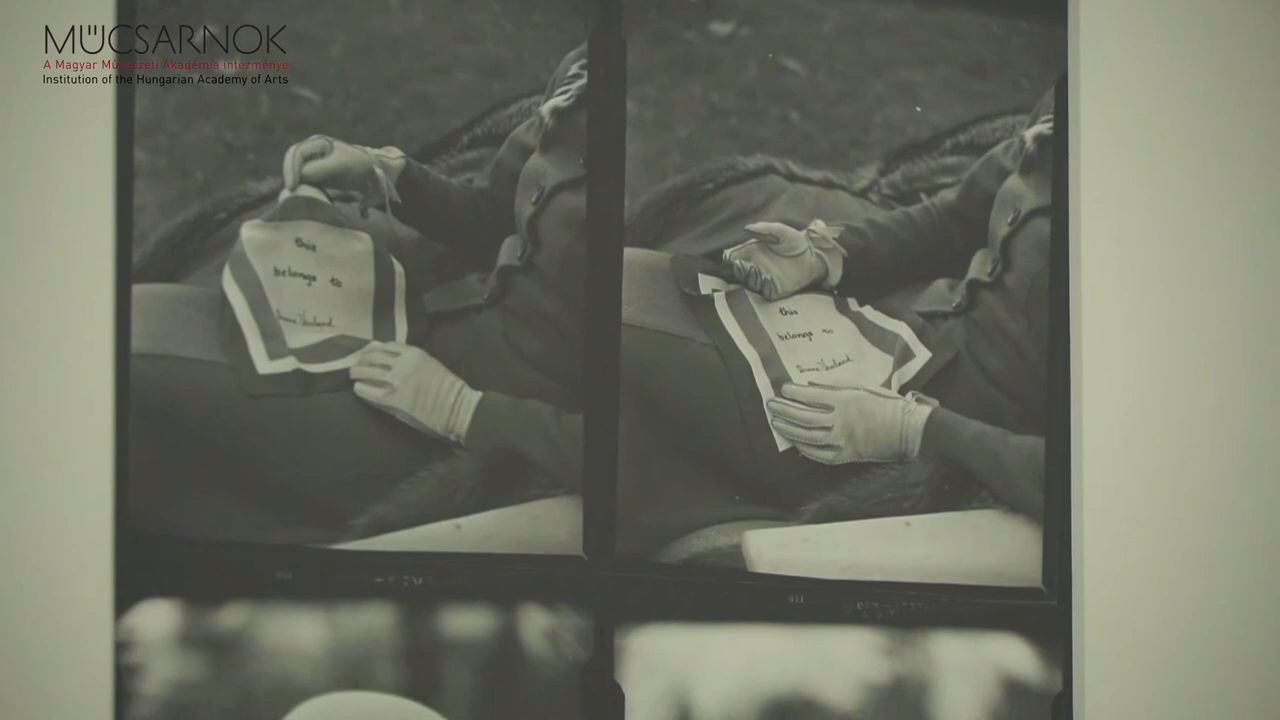 MŰCSARNOK
A Magyar Művészeti Akadémia intézménye
Institution of the Hungarian Academy of Arts
this
belongs to
this
belongs to